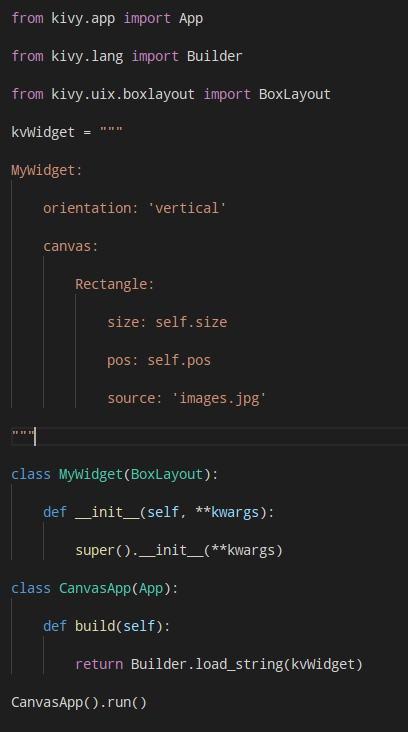 from kivy.app import App
from kivy.lang import Builder
from kivy.uix.boxlayout import BoxLayout
kvWidget = """
MyWidget:
    orientation: 'vertical'
    canvas:
        Rectangle:
            size: self.size
            pos: self.pos
            source: 'images.jpg'
"""
class MyWidget(BoxLayout):
    def __init__(self, **kwargs):
        super().__init__(**kwargs)
class CanvasApp(App):
    def build(self):
        return Builder.load_string(kvWidget)
CanvasApp().run()